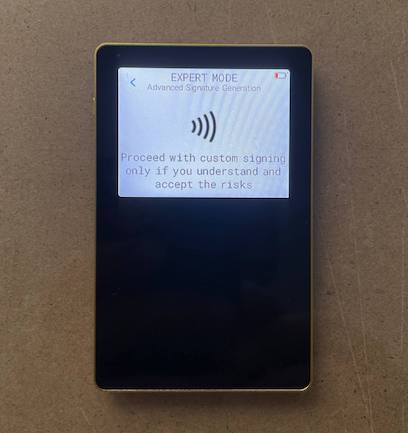 EXPERT MODE
Advanced Signature Generation
Proceed with custom signing
only if you understand and
accept the risks